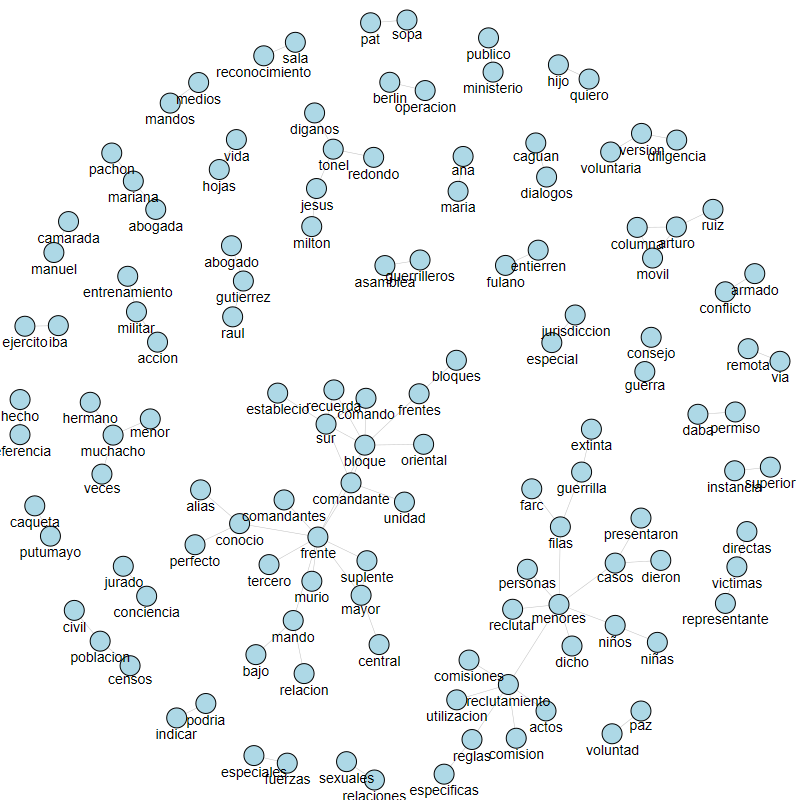 pat
sopa
sala
reconocimiento
publico
ministerio
hijo
quiero
medios
mandos
berlin
operacion
diganos
tonel
redondo
jesus
milton
vida
hojas
ana
maria
caguan
dialogos
version
voluntaria
diligencia
pachon
mariana
abogada
camarada
manuel
ruiz
columna
arturo
movil
abogado
gutierrez
raul
asamblea
guerrilleros
entierren
fulano
entrenamiento
militar
accion
armado
conflicto
ejercito
iba
jurisdiccion
especial
consejo
guerra
remota
via
bloques
establecio
recuerda
comando
frentes
sur
bloque
oriental
hecho
eferencia
hermano
menor
muchacho
veces
daba
permiso
extinta
guerrilla
instancia
superior
farc
filas
alias
comandante
comandantes
unidad
conocio
perfecto
frente
caqueta
putumayo
presentaron
casos
dieron
directas
victimas
representante
tercero
murio
suplente
mayor
personas
reclutar
menores
jurado
conciencia
civil
poblacion
censos
mando
bajo
relacion
central
dicho
niños
niñas
comisiones
reclutamiento
utilizacion
actos
reglas
comision
podria
indicar
paz
voluntad
especiales
fuerzas
sexuales
relaciones
especificas